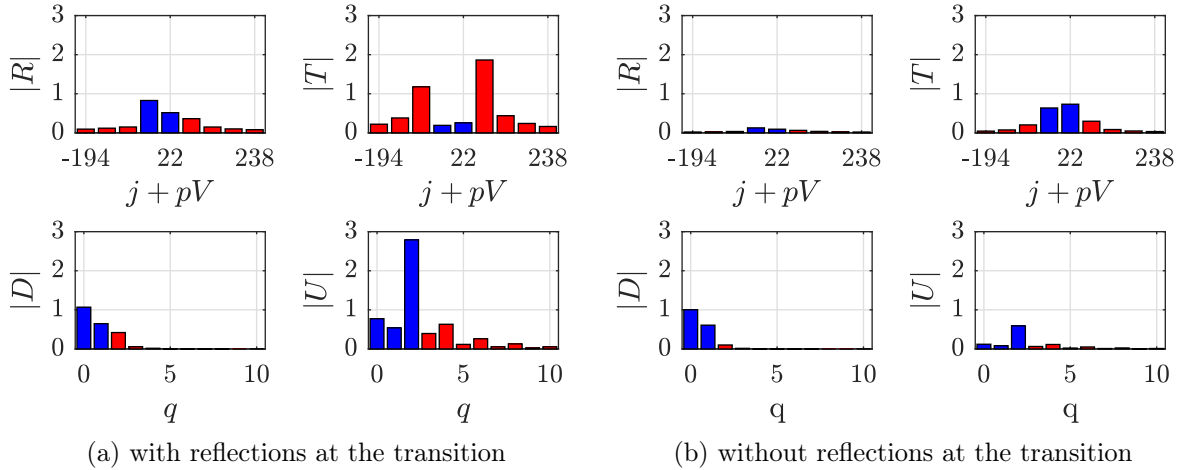 3
2
1
0
|R|
-194 22 238
j + pV
3
2
1
0
|T|
-194 22 238
j + pV
3
2
1
0
|R|
-194 22 238
j + pV
3
2
1
0
|T|
-194 22 238
j + pV
3
2
1
0
|D|
0 5 10
q
3
2
1
0
|U|
0 5 10
q
3
2
1
0
|D|
0 5 10
q
3
2
1
0
|U|
0 5 10
q
(a) with reflections at the transition
(b) without reflections at the transition